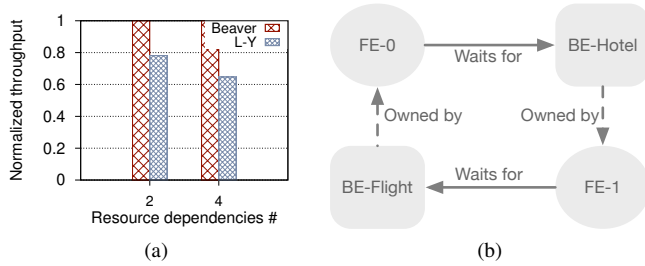 Normalized throughput
1
0.8
0.6
0.4
0.2
0
Beaver
L-Y
2
4
Resource dependencies #
(a)
FE-0
Waits for
BE-Hotel
Owned by
Owned by
BE-Flight
Waits for
FE-1
(b)